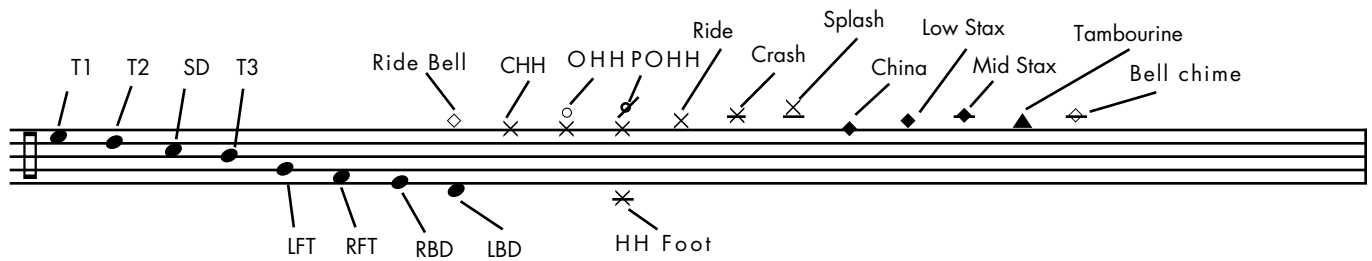 T1
T2
SD
T3
Ride Bell
CHH
OHH
POHH
Ride
Crash
Splash
China
Low Stax
Mid Stax
Tambourine
Bell chime
LFT
RFT
RBD
LBD
HH Foot